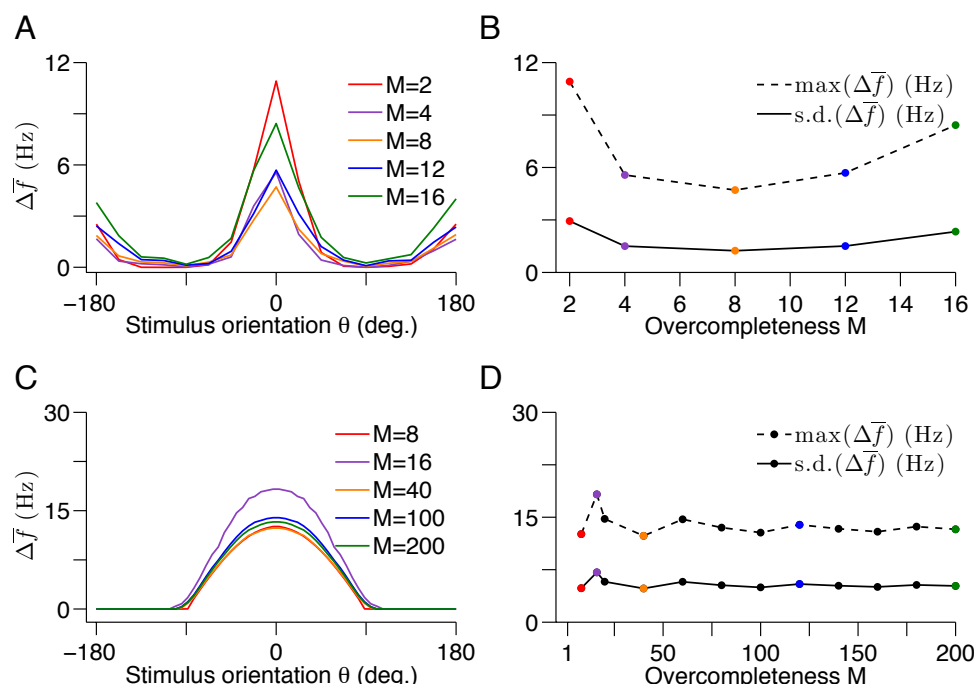 A
12
6
0
Δf̅ (Hz)
−180
0
180
Stimulus orientation θ (deg.)
M=2
M=4
M=8
M=12
M=16
B
12
6
0
2
4
6
8
10
12
14
16
Overcompleteness M
max(Δf̅) (Hz)
s.d.(Δf̅) (Hz)
C
30
15
0
Δf̅ (Hz)
−180
0
180
Stimulus orientation θ (deg.)
M=8
M=16
M=40
M=100
M=200
D
30
15
0
1
50
100
150
200
Overcompleteness M
max(Δf̅) (Hz)
s.d.(Δf̅) (Hz)